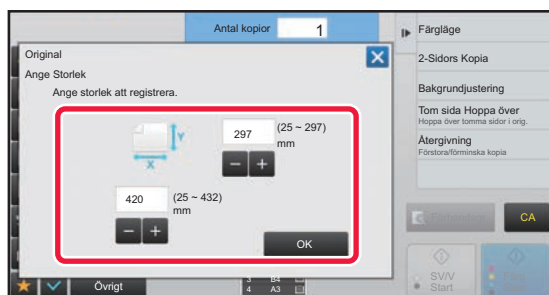 Antal kopior 1
Original
Ange Storlek
Ange storlek att registrera.
Y
X
297 (25 ~ 297)
mm
420 (25 ~ 432)
mm
OK
Färgläge
2-Sidors Kopia
Bakgrundjustering
Tom sida Hoppa över
Hoppa över tomma sidor i orig.
Återgivning
Förstora/förminska kopia
CA
SV/V
Start
Övrigt
3 B4
4 A3